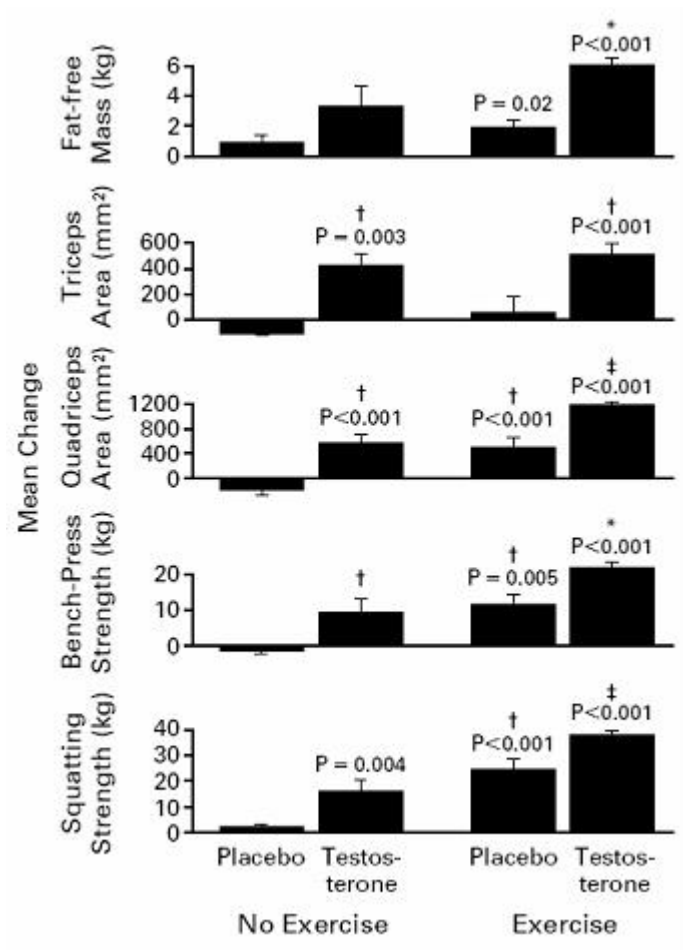 *
P<0.001
P = 0.02
Fat-free
Mass (kg)
6
4
2
0
†
P = 0.003
†
P<0.001
Triceps
Area (mm²)
600
400
200
0
Mean Change
†
P<0.001
†
P<0.001
‡
P<0.001
Quadriceps
Area (mm²)
1200
800
400
0
†
†
P = 0.005
*
P<0.001
Bench-Press
Strength (kg)
20
10
0
P = 0.004
†
P<0.001
‡
P<0.001
Squatting
Strength (kg)
40
30
20
10
0
Placebo
Testos-
terone
Placebo
Testos-
terone
No Exercise
Exercise